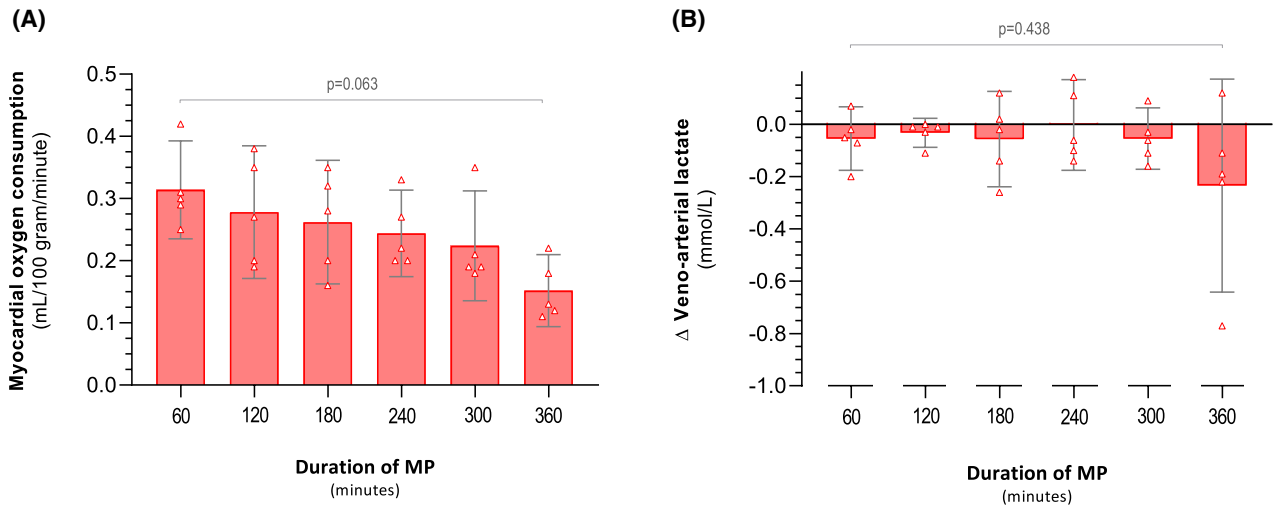 (A)
Myocardial oxygen consumption
(mL/100 gram/minute)
p=0.063
0.5
0.4
0.3
0.2
0.1
0.0
60 120 180 240 300 360
Duration of MP
(minutes)
(B)
Δ Veno-arterial lactate
(mmol/L)
p=0.438
0.0
-0.2
-0.4
-0.6
-0.8
-1.0
60 120 180 240 300 360
Duration of MP
(minutes)